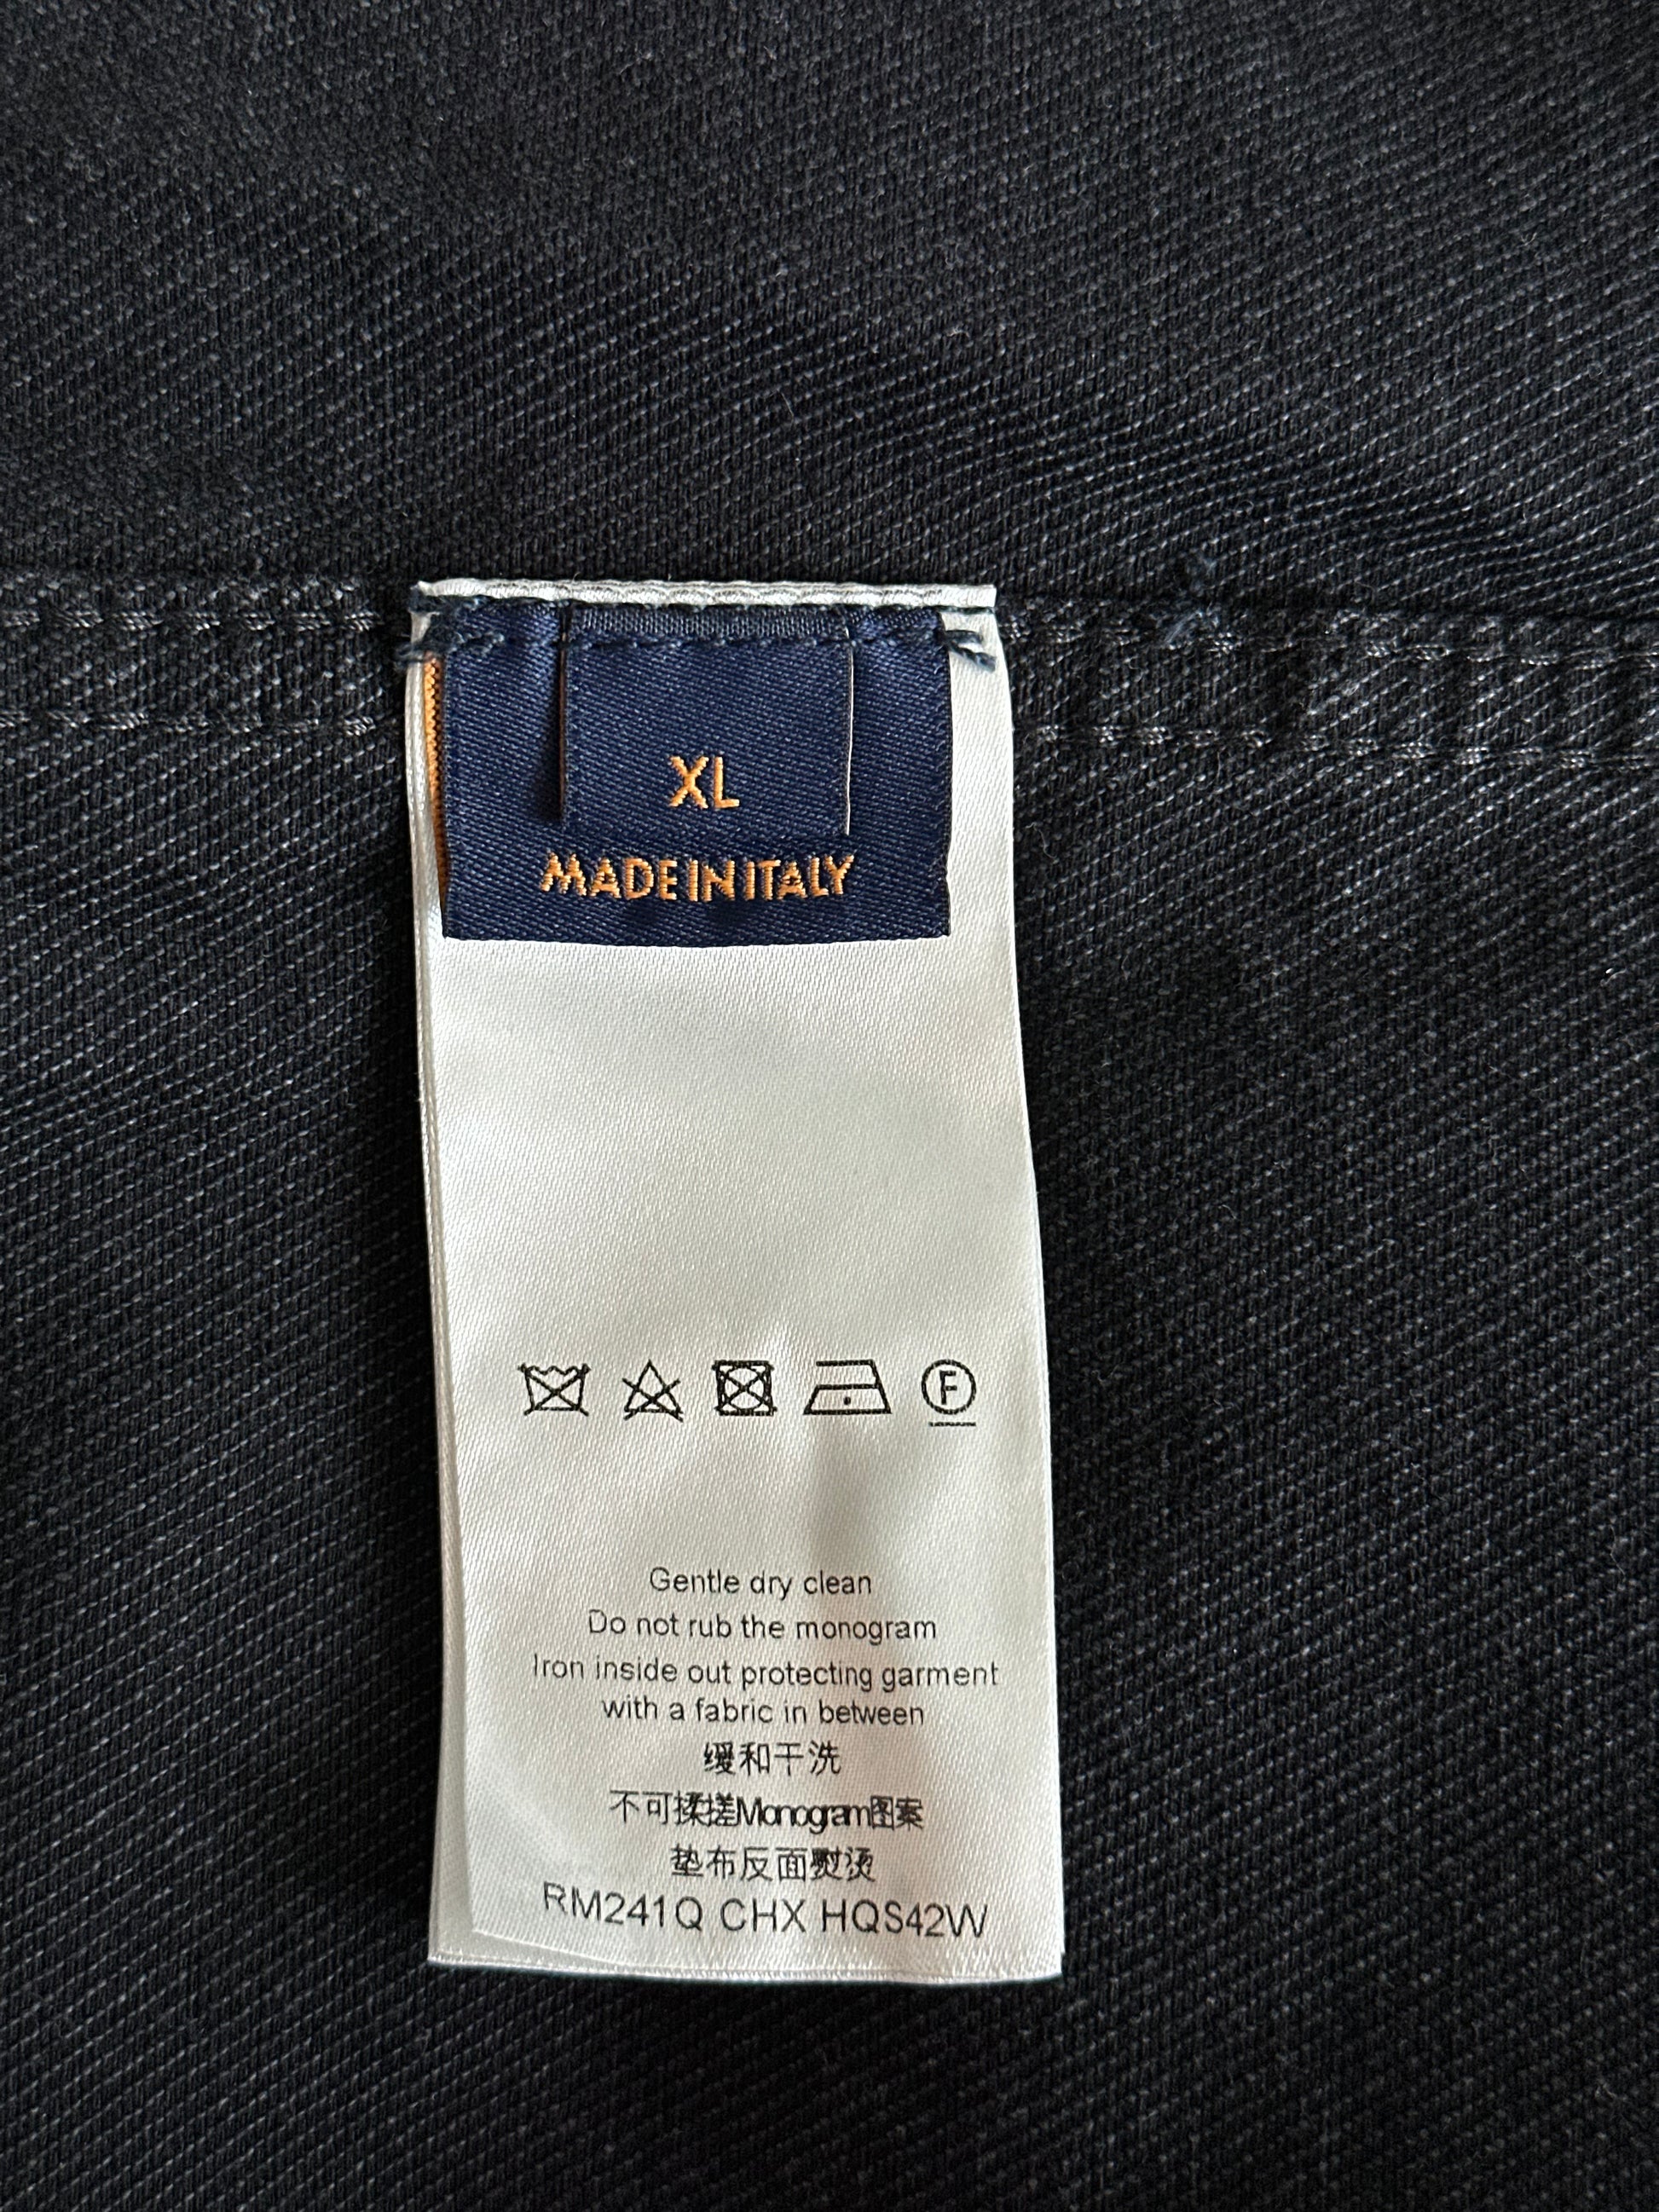 XL
MADE IN ITALY
F
Gentle dry clean
Do not rub the monogram
Iron inside out protecting garment
with a fabric in between
缓和干洗
不可揉搓Monogram图案
垫布反面熨烫
RM241Q CHX HQS42W